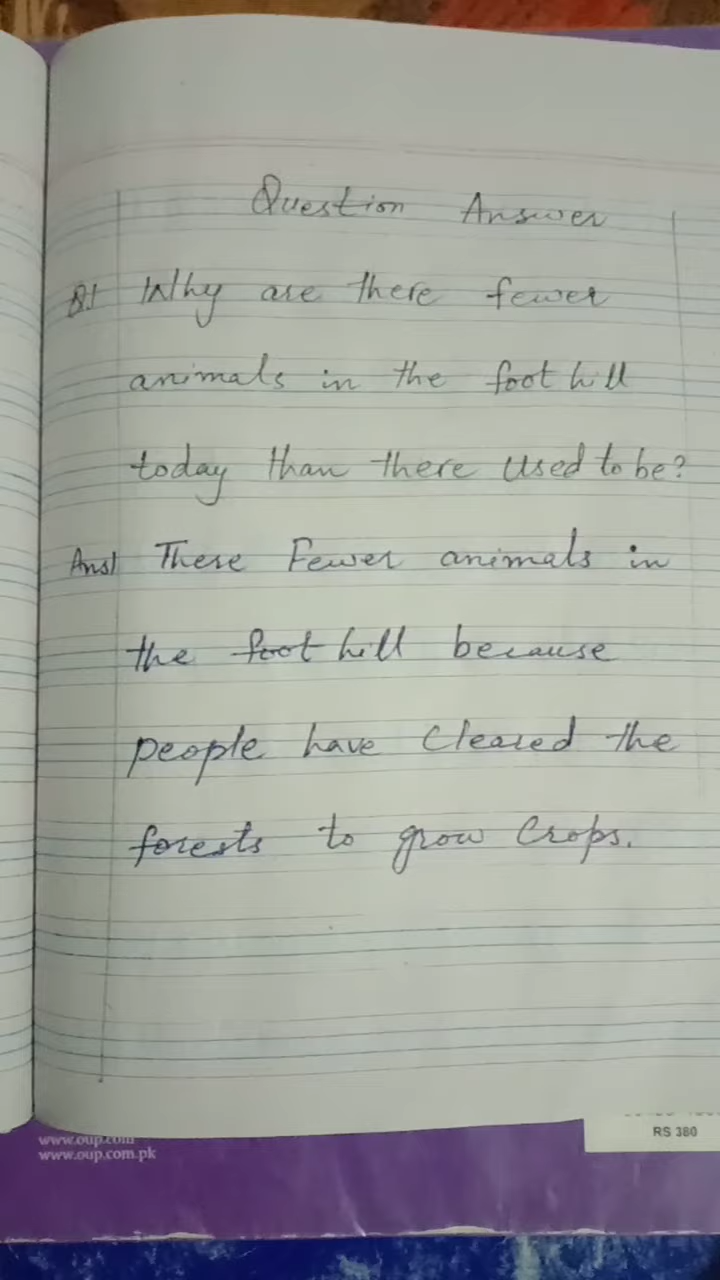 Question Answer
Q1 Why are there fewer
animals in the foot hill
today than there used to be?
Ans1 These Fewer animals in
the foot hill because
people have cleared the
forests to grow Crops.
www.oup.com
www.oup.com.pk
RS 380